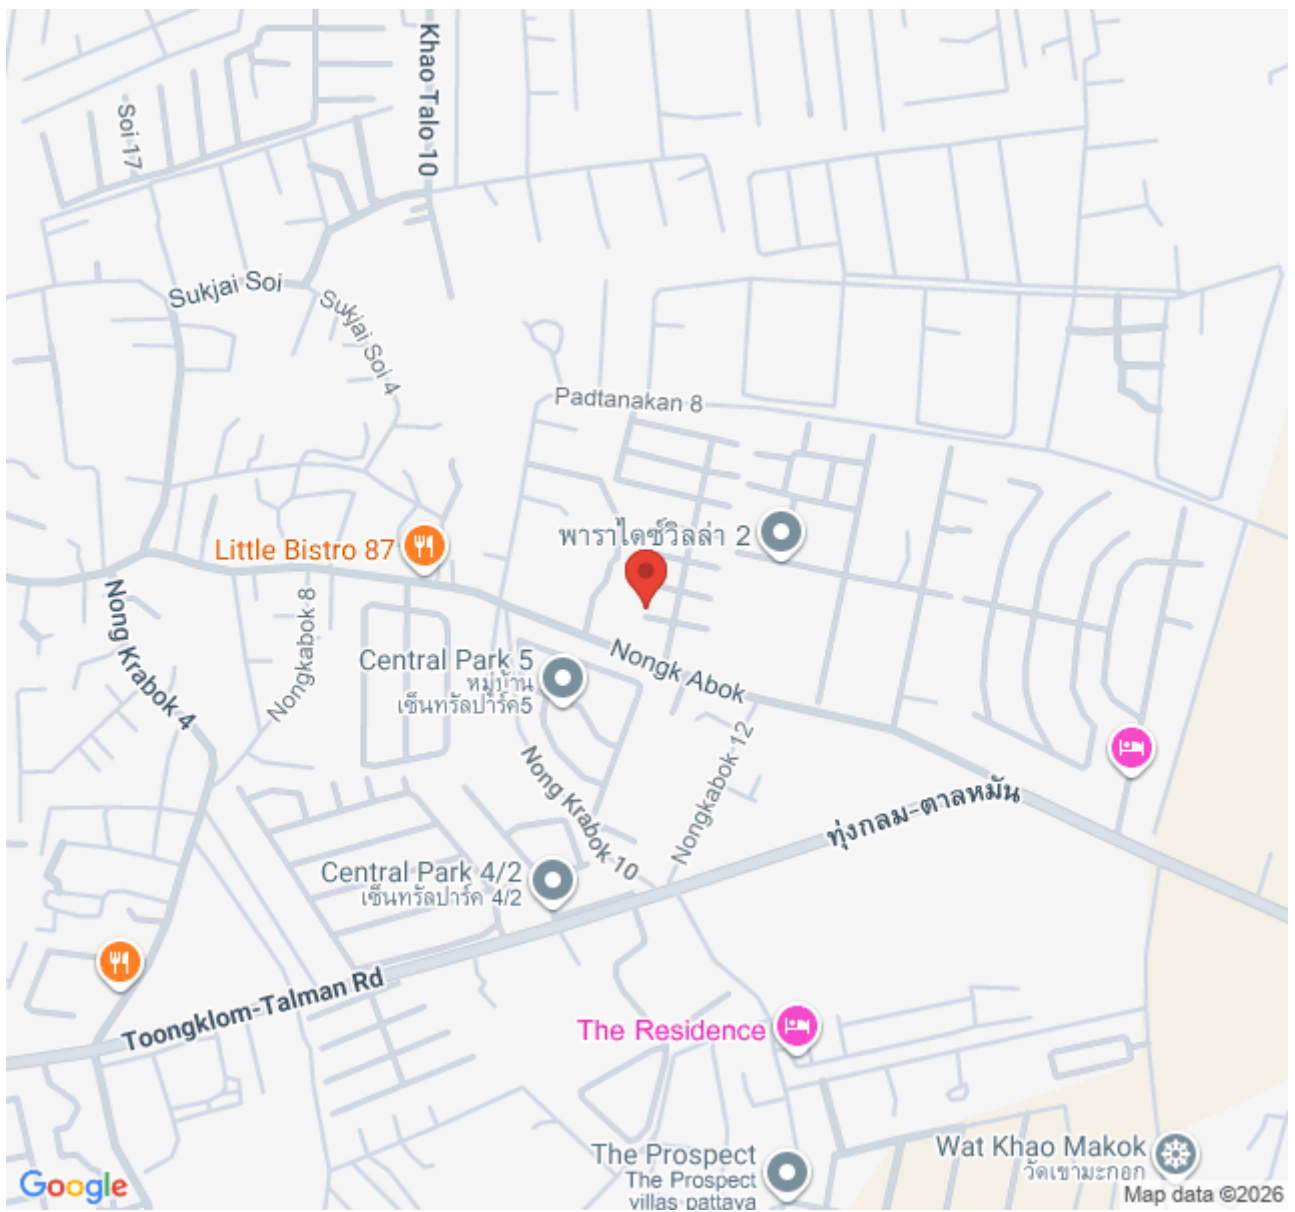 Khao Talo 10
Soi 17
Sukjai Soi
Sukjai Soi 4
Padtanakan 8
พาราไดซ์วิลล่า 2
Little Bistro 87
Nong Krabok 4
Nongkabok 8
Nongk Abok
Central Park 5
หมู่บ้าน
เซ็นทรัลปาร์ค5
Nongkabok 12
Nong Krabok 10
ทุ่งกลม-ตาลหมัน
Central Park 4/2
เซ็นทรัลปาร์ค 4/2
Toongklom-Talman Rd
The Residence
The Prospect
The Prospect
villas pattaya
Wat Khao Makok
วัดเขามะกอก
Google
Map data ©2026